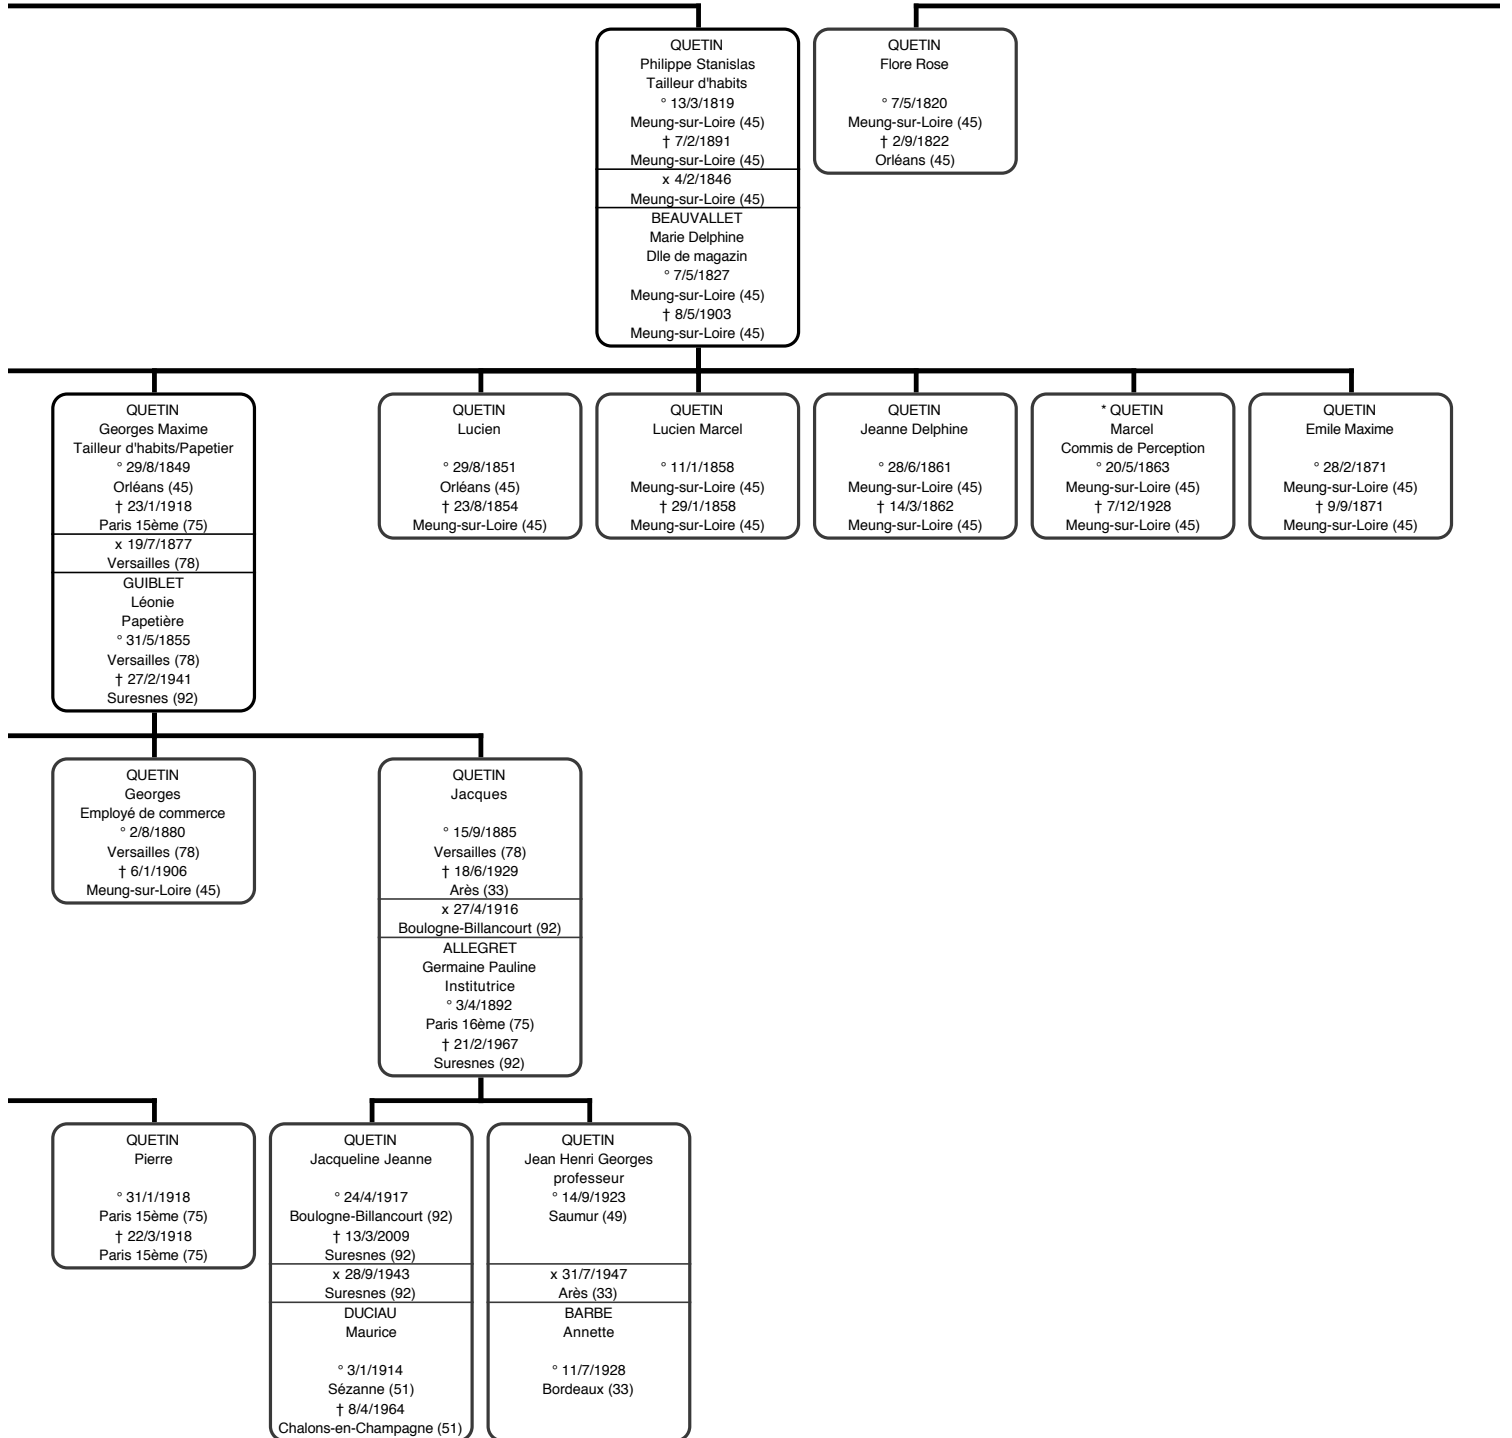 QUETIN
Philippe Stanislas
Tailleur d'habits
° 13/3/1819
Meung-sur-Loire (45)
† 7/2/1891
Meung-sur-Loire (45)
x 4/2/1846
Meung-sur-Loire (45)
BEAUVALLET
Marie Delphine
Dlle de magazin
° 7/5/1827
Meung-sur-Loire (45)
† 8/5/1903
Meung-sur-Loire (45)
QUETIN
Flore Rose
° 7/5/1820
Meung-sur-Loire (45)
† 2/9/1822
Orléans (45)
QUETIN
Georges Maxime
Tailleur d'habits/Papetier
° 29/8/1849
Orléans (45)
† 23/1/1918
Paris 15ème (75)
x 19/7/1877
Versailles (78)
GUIBLET
Léonie
Papetière
° 31/5/1855
Versailles (78)
† 27/2/1941
Suresnes (92)
QUETIN
Lucien
° 29/8/1851
Orléans (45)
† 23/8/1854
Meung-sur-Loire (45)
QUETIN
Lucien Marcel
° 11/1/1858
Meung-sur-Loire (45)
† 29/1/1858
Meung-sur-Loire (45)
QUETIN
Jeanne Delphine
° 28/6/1861
Meung-sur-Loire (45)
† 14/3/1862
Meung-sur-Loire (45)
* QUETIN
Marcel
Commis de Perception
° 20/5/1863
Meung-sur-Loire (45)
† 7/12/1928
Meung-sur-Loire (45)
QUETIN
Emile Maxime
° 28/2/1871
Meung-sur-Loire (45)
† 9/9/1871
Meung-sur-Loire (45)
QUETIN
Georges
Employé de commerce
° 2/8/1880
Versailles (78)
† 6/1/1906
Meung-sur-Loire (45)
QUETIN
Jacques
° 15/9/1885
Versailles (78)
† 18/6/1929
Arès (33)
x 27/4/1916
Boulogne-Billancourt (92)
ALLEGRET
Germaine Pauline
Institutrice
° 3/4/1892
Paris 16ème (75)
† 21/2/1967
Suresnes (92)
QUETIN
Pierre
° 31/1/1918
Paris 15ème (75)
† 22/3/1918
Paris 15ème (75)
QUETIN
Jacqueline Jeanne
° 24/4/1917
Boulogne-Billancourt (92)
† 13/3/2009
Suresnes (92)
x 28/9/1943
Suresnes (92)
DUCIAU
Maurice
° 3/1/1914
Sézanne (51)
† 8/4/1964
Chalons-en-Champagne (51)
QUETIN
Jean Henri Georges
professeur
° 14/9/1923
Saumur (49)
x 31/7/1947
Arès (33)
BARBE
Annette
° 11/7/1928
Bordeaux (33)